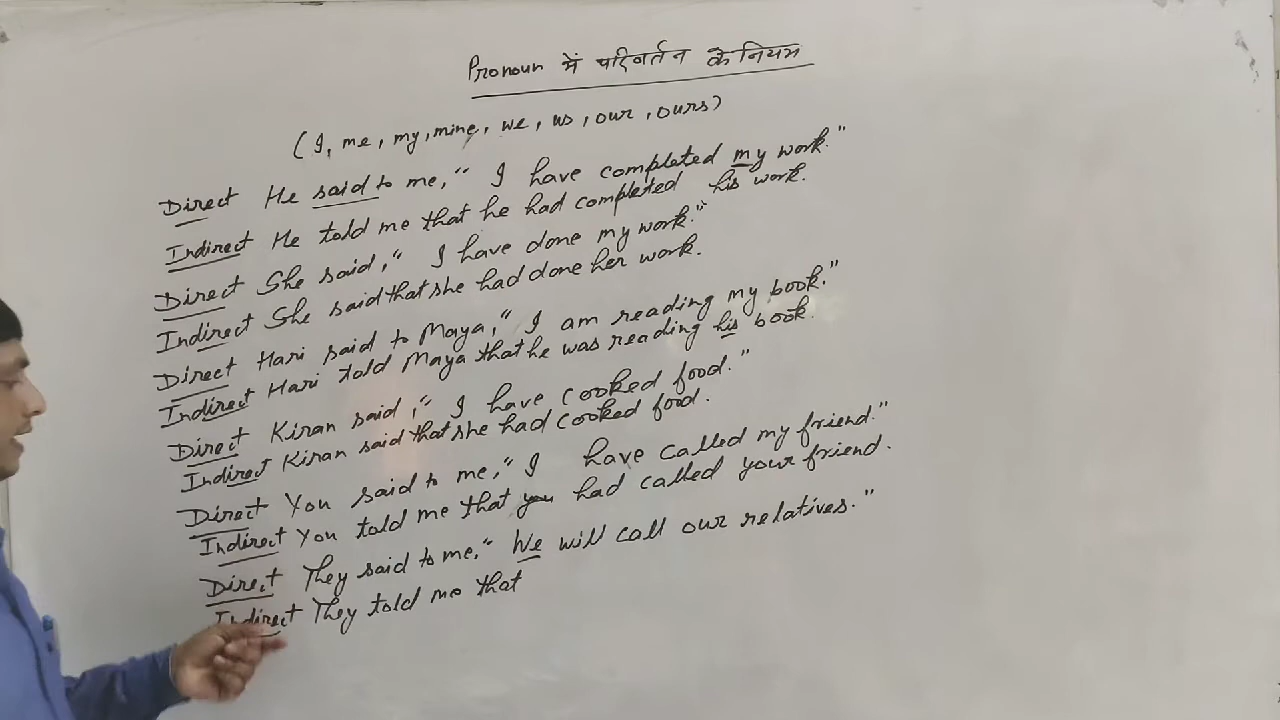 Pronoun में परिवर्तन के नियम
(I, me, my, mine, we, us, our, ours)
Direct He said to me, “ I have completed my work.”
Indirect He told me that he had completed his work.
Direct She said, “ I have done my work.”
Indirect She said that she had done her work.
Direct Hari said to Maya, “ I am reading my book.”
Indirect Hari told Maya that he was reading his book.
Direct Kiran said, “ I have cooked food.”
Indirect Kiran said that she had cooked food.
Direct You said to me, “ I have called my friend.”
Indirect You told me that you had called your friend.
Direct They said to me, “ We will call our relatives.”
Indirect They told me that